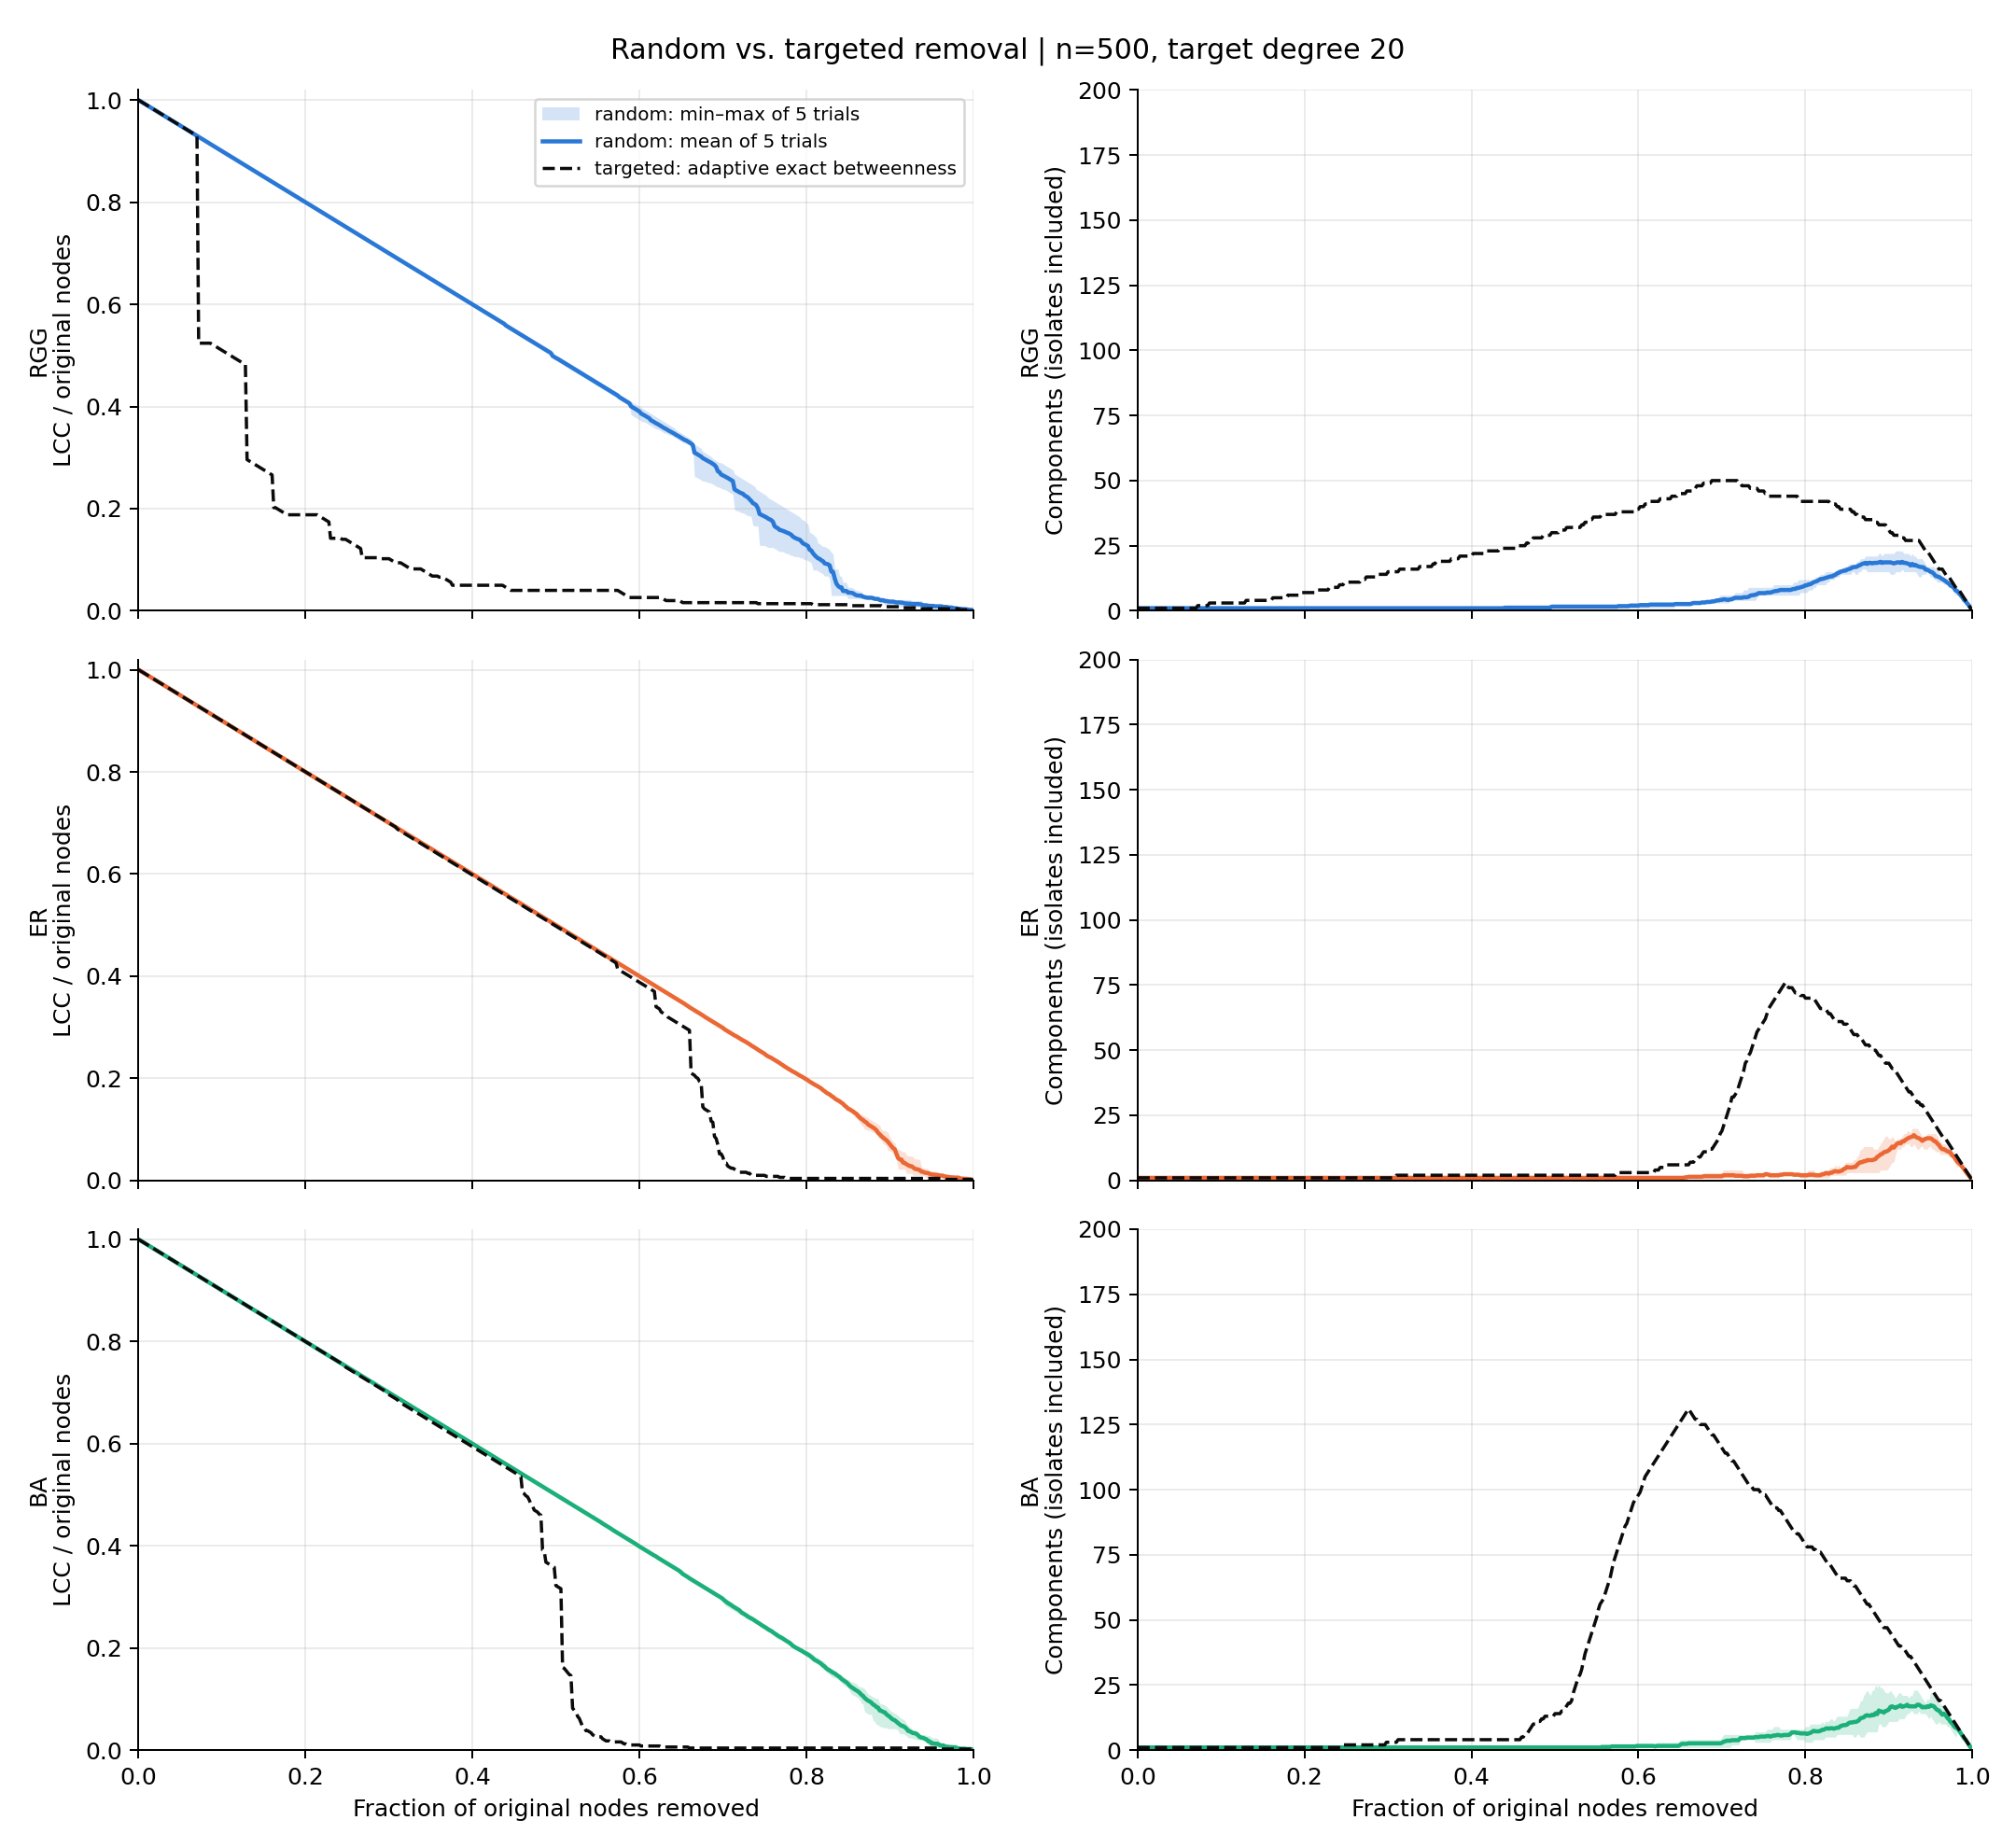 Random vs. targeted removal | n=500, target degree 20
random: min–max of 5 trials
random: mean of 5 trials
targeted: adaptive exact betweenness
RGG
LCC / original nodes
1.0
0.8
0.6
0.4
0.2
0.0
RGG
Components (isolates included)
200
175
150
125
100
75
50
25
0
ER
LCC / original nodes
1.0
0.8
0.6
0.4
0.2
0.0
ER
Components (isolates included)
200
175
150
125
100
75
50
25
0
BA
LCC / original nodes
1.0
0.8
0.6
0.4
0.2
0.0
0.0 0.2 0.4 0.6 0.8 1.0
Fraction of original nodes removed
BA
Components (isolates included)
200
175
150
125
100
75
50
25
0
0.0 0.2 0.4 0.6 0.8 1.0
Fraction of original nodes removed